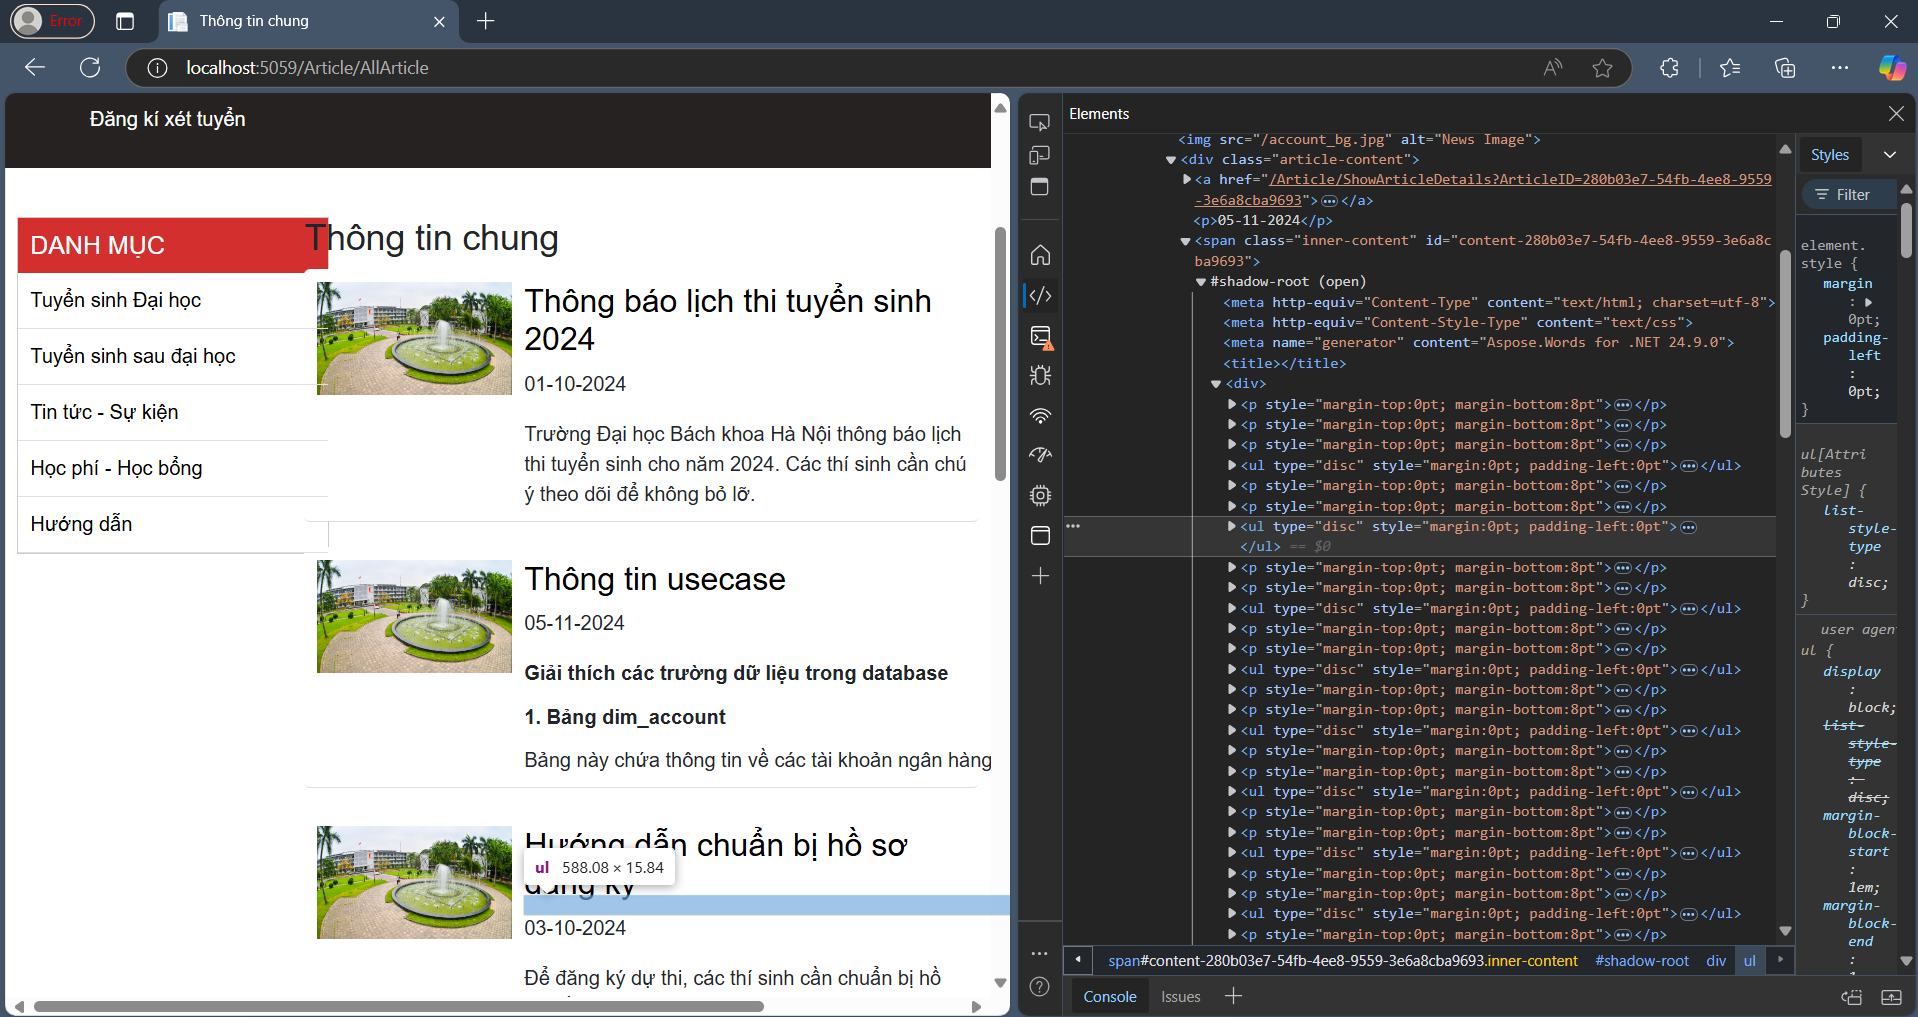 Error
Thông tin chung
localhost:5059/Article/AllArticle
Đăng kí xét tuyển
DANH MỤC
Tuyển sinh Đại học
Tuyển sinh sau đại học
Tin tức - Sự kiện
Học phí - Học bổng
Hướng dẫn
Thông tin chung
Thông báo lịch thi tuyển sinh
2024
01-10-2024
Trường Đại học Bách khoa Hà Nội thông báo lịch
thi tuyển sinh cho năm 2024. Các thí sinh cần chú
ý theo dõi để không bỏ lỡ.
Thông tin usecase
05-11-2024
Giải thích các trường dữ liệu trong database
1. Bảng dim_account
Bảng này chứa thông tin về các tài khoản ngân hàng
Hướng dẫn chuẩn bị hồ sơ
đăng ký
ul 588.08 × 15.84
03-10-2024
Để đăng ký dự thi, các thí sinh cần chuẩn bị hồ
Elements
<img src="/account_bg.jpg" alt="News Image">
<div class="article-content">
<a href="/Article/ShowArticleDetails?ArticleID=280b03e7-54fb-4ee8-9559
-3e6a8cba9693">…</a>
<p>05-11-2024</p>
<span class="inner-content" id="content-280b03e7-54fb-4ee8-9559-3e6a8c
ba9693">
#shadow-root (open)
<meta http-equiv="Content-Type" content="text/html; charset=utf-8">
<meta http-equiv="Content-Style-Type" content="text/css">
<meta name="generator" content="Aspose.Words for .NET 24.9.0">
<title></title>
<div>
<p style="margin-top:0pt; margin-bottom:8pt">…</p>
<p style="margin-top:0pt; margin-bottom:8pt">…</p>
<p style="margin-top:0pt; margin-bottom:8pt">…</p>
<ul type="disc" style="margin:0pt; padding-left:0pt">…</ul>
<p style="margin-top:0pt; margin-bottom:8pt">…</p>
<p style="margin-top:0pt; margin-bottom:8pt">…</p>
<ul type="disc" style="margin:0pt; padding-left:0pt">…
</ul> == $0
<p style="margin-top:0pt; margin-bottom:8pt">…</p>
<p style="margin-top:0pt; margin-bottom:8pt">…</p>
<ul type="disc" style="margin:0pt; padding-left:0pt">…</ul>
<p style="margin-top:0pt; margin-bottom:8pt">…</p>
<p style="margin-top:0pt; margin-bottom:8pt">…</p>
<ul type="disc" style="margin:0pt; padding-left:0pt">…</ul>
<p style="margin-top:0pt; margin-bottom:8pt">…</p>
<p style="margin-top:0pt; margin-bottom:8pt">…</p>
<ul type="disc" style="margin:0pt; padding-left:0pt">…</ul>
<p style="margin-top:0pt; margin-bottom:8pt">…</p>
<p style="margin-top:0pt; margin-bottom:8pt">…</p>
<ul type="disc" style="margin:0pt; padding-left:0pt">…</ul>
<p style="margin-top:0pt; margin-bottom:8pt">…</p>
<p style="margin-top:0pt; margin-bottom:8pt">…</p>
<ul type="disc" style="margin:0pt; padding-left:0pt">…</ul>
<p style="margin-top:0pt; margin-bottom:8pt">…</p>
<p style="margin-top:0pt; margin-bottom:8pt">…</p>
<ul type="disc" style="margin:0pt; padding-left:0pt">…</ul>
<p style="margin-top:0pt; margin-bottom:8pt">…</p>
span#content-280b03e7-54fb-4ee8-9559-3e6a8cba9693.inner-content #shadow-root div ul
Console Issues
Styles
Filter
element.
style {
margin
:
0pt;
padding-
left
:
0pt;
}
ul[Attri
butes
Style] {
list-
style-
type
:
disc;
}
user agen
ul {
display
:
block;
list-
style-
type
:
disc;
margin-
block-
start
:
1em;
margin-
block-
end
: